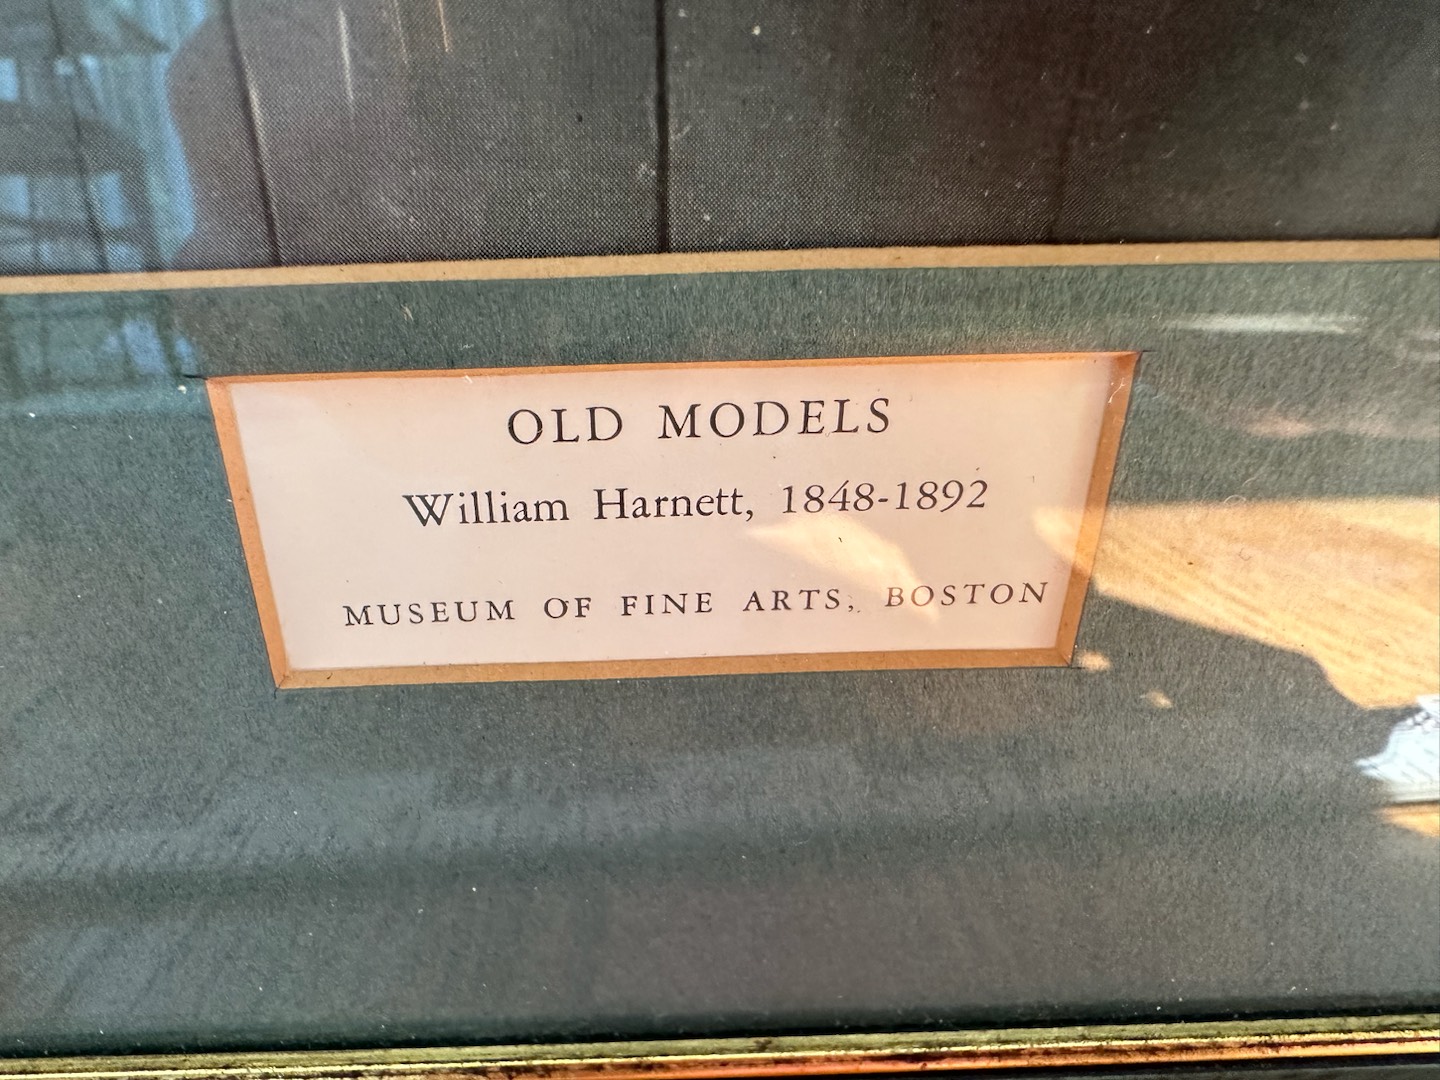 OLD MODELS
William Harnett, 1848-1892
MUSEUM OF FINE ARTS, BOSTON